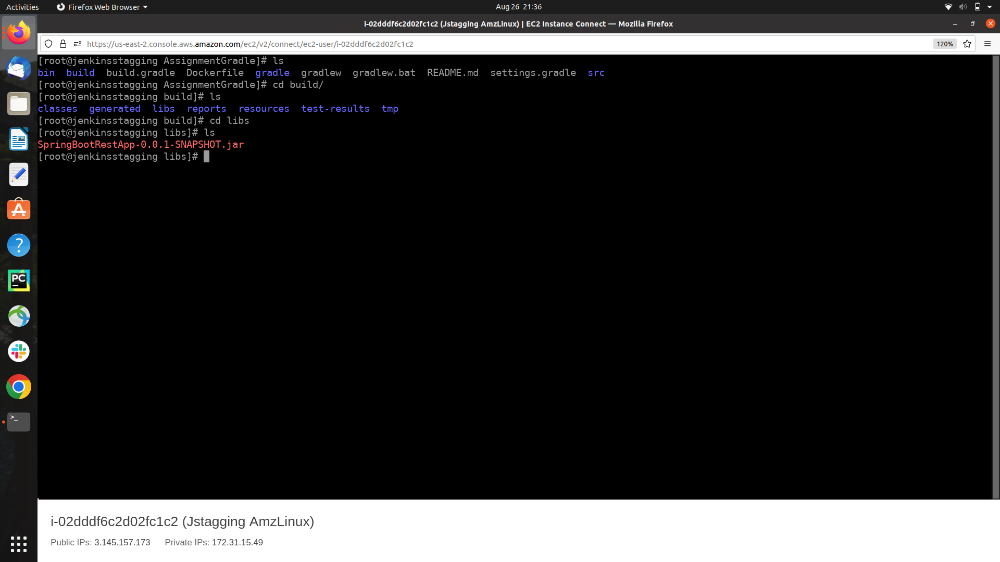 Activities Firefox Web Browser Aug 26 21:36
i-02dddf6c2d02fc1c2 (Jstagging AmzLinux) | EC2 Instance Connect — Mozilla Firefox
https://us-east-2.console.aws.amazon.com/ec2/v2/connect/ec2-user/i-02dddf6c2d02fc1c2 120%
[root@jenkinsstagging AssignmentGradle]# ls
bin build build.gradle Dockerfile gradle gradlew gradlew.bat README.md settings.gradle src
[root@jenkinsstagging AssignmentGradle]# cd build/
[root@jenkinsstagging build]# ls
classes generated libs reports resources test-results tmp
[root@jenkinsstagging build]# cd libs
[root@jenkinsstagging libs]# ls
SpringBootRestApp-0.0.1-SNAPSHOT.jar
[root@jenkinsstagging libs]#
PC
>_
i-02dddf6c2d02fc1c2 (Jstagging AmzLinux)
Public IPs: 3.145.157.173 Private IPs: 172.31.15.49